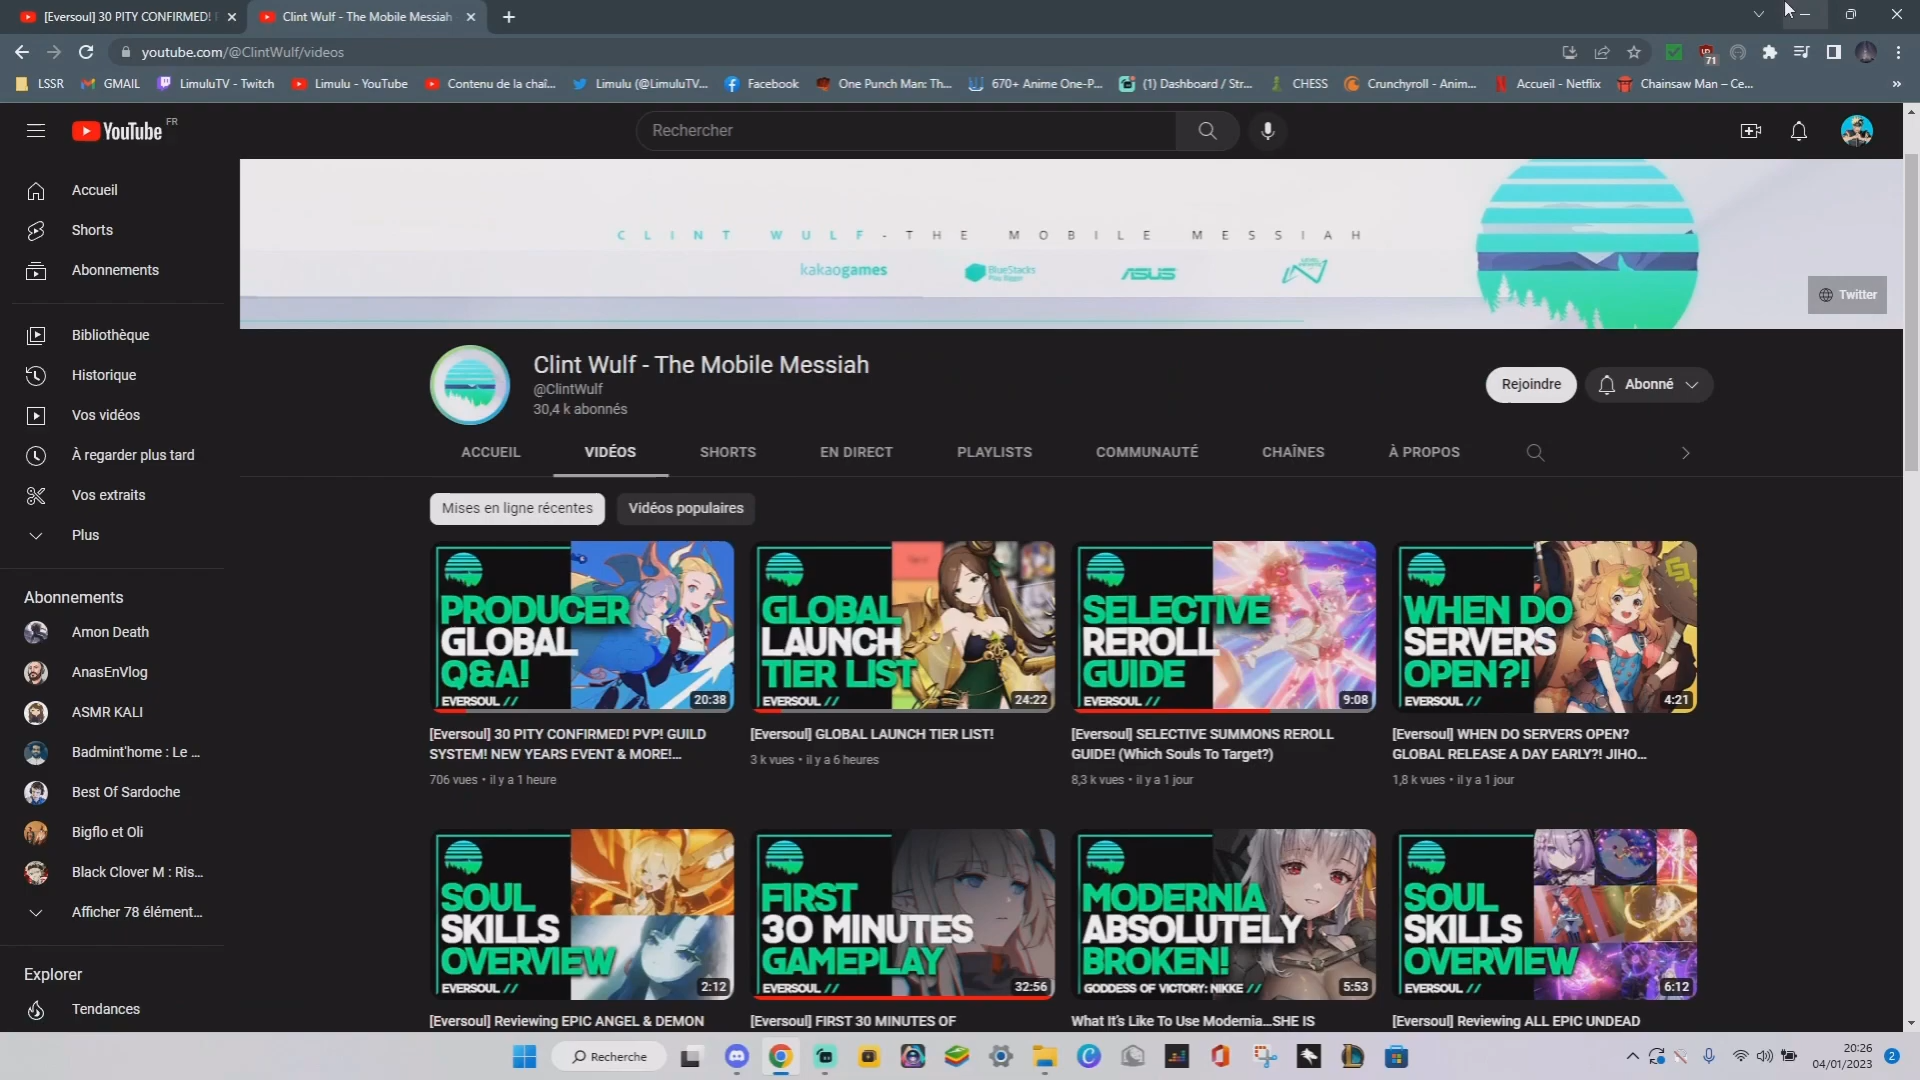 [Eversoul] 30 PITY CONFIRMED!
Clint Wulf - The Mobile Messiah
youtube.com/@ClintWulf/videos
71
LSSR
GMAIL
LimuluTV - Twitch
Limulu - YouTube
Contenu de la chaî...
Limulu (@LimuluTV...
Facebook
One Punch Man: Th...
670+ Anime One-P...
(1) Dashboard / Str...
CHESS
Crunchyroll - Anim...
Accueil - Netflix
Chainsaw Man – Ce...
YouTube FR
Rechercher
Accueil
Shorts
Abonnements
Bibliothèque
Historique
Vos vidéos
À regarder plus tard
Vos extraits
Plus
Abonnements
Amon Death
AnasEnVlog
ASMR KALI
Badmint'home : Le ...
Best Of Sardoche
Bigflo et Oli
Black Clover M : Ris...
Afficher 78 élément...
Explorer
Tendances
CLINT WULF - THE MOBILE MESSIAH
kakaogames
BlueStacks
Play Bigger
ASUS
Twitter
Clint Wulf - The Mobile Messiah
@ClintWulf
30,4 k abonnés
Rejoindre
Abonné
ACCUEIL
VIDÉOS
SHORTS
EN DIRECT
PLAYLISTS
COMMUNAUTÉ
CHAÎNES
À PROPOS
Mises en ligne récentes
Vidéos populaires
PRODUCER
GLOBAL
Q&A!
EVERSOUL //
20:38
[Eversoul] 30 PITY CONFIRMED! PVP! GUILD
SYSTEM! NEW YEARS EVENT & MORE!...
706 vues • il y a 1 heure
GLOBAL
LAUNCH
TIER LIST
EVERSOUL //
24:22
[Eversoul] GLOBAL LAUNCH TIER LIST!
3 k vues • il y a 6 heures
SELECTIVE
REROLL
GUIDE
EVERSOUL //
9:08
[Eversoul] SELECTIVE SUMMONS REROLL
GUIDE! (Which Souls To Target?)
8,3 k vues • il y a 1 jour
WHEN DO
SERVERS
OPEN?!
EVERSOUL //
4:21
[Eversoul] WHEN DO SERVERS OPEN?
GLOBAL RELEASE A DAY EARLY?! JIHO...
1,8 k vues • il y a 1 jour
SOUL
SKILLS
OVERVIEW
EVERSOUL //
2:12
[Eversoul] Reviewing EPIC ANGEL & DEMON
FIRST
30 MINUTES
GAMEPLAY
EVERSOUL //
32:56
[Eversoul] FIRST 30 MINUTES OF
MODERNIA
ABSOLUTELY
BROKEN!
GODDESS OF VICTORY: NIKKE //
5:53
What It's Like To Use Modernia...SHE IS
SOUL
SKILLS
OVERVIEW
EVERSOUL //
6:12
[Eversoul] Reviewing ALL EPIC UNDEAD
Recherche
20:26
04/01/2023
2